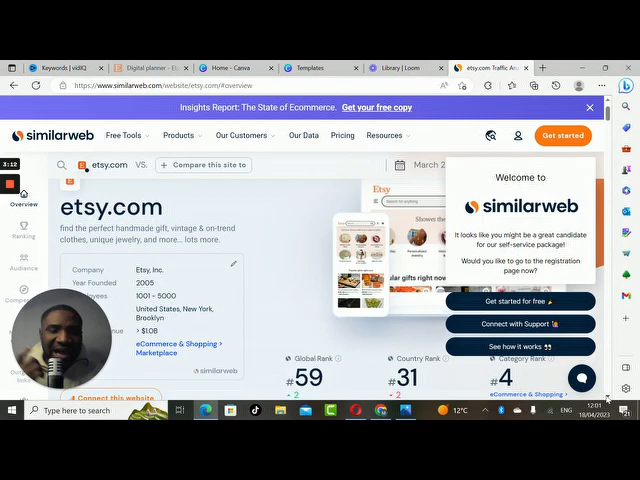 Keywords | vidIQ
Digital planner - Et
Home - Canva
Templates
Library | Loom
etsy.com Traffic An
https://www.similarweb.com/website/etsy.com/#overview
Insights Report: The State of Ecommerce. Get your free copy
similarweb
Free Tools
Products
Our Customers
Our Data
Pricing
Resources
Get started
3:12
etsy.com
VS.
+ Compare this site to
March 2
Overview
Ranking
Audience
etsy.com
find the perfect handmade gift, vintage & on-trend
clothes, unique jewelry, and more… lots more.
Company Etsy, Inc.
Year Founded 2005
1001 - 5000
United States, New York,
Brooklyn
> $1.0B
eCommerce & Shopping >
Marketplace
similarweb
Connect this website
Etsy
Welcome to
similarweb
It looks like you might be a great candidate
for our self-service package!
Would you like to go to the registration
page now?
Get started for free
Connect with Support
See how it works
Global Rank
#59
2
Country Rank
#31
2
Category Rank
#4
eCommerce & Shopping >
Type here to search
12°C
ENG
12:01
18/04/2023